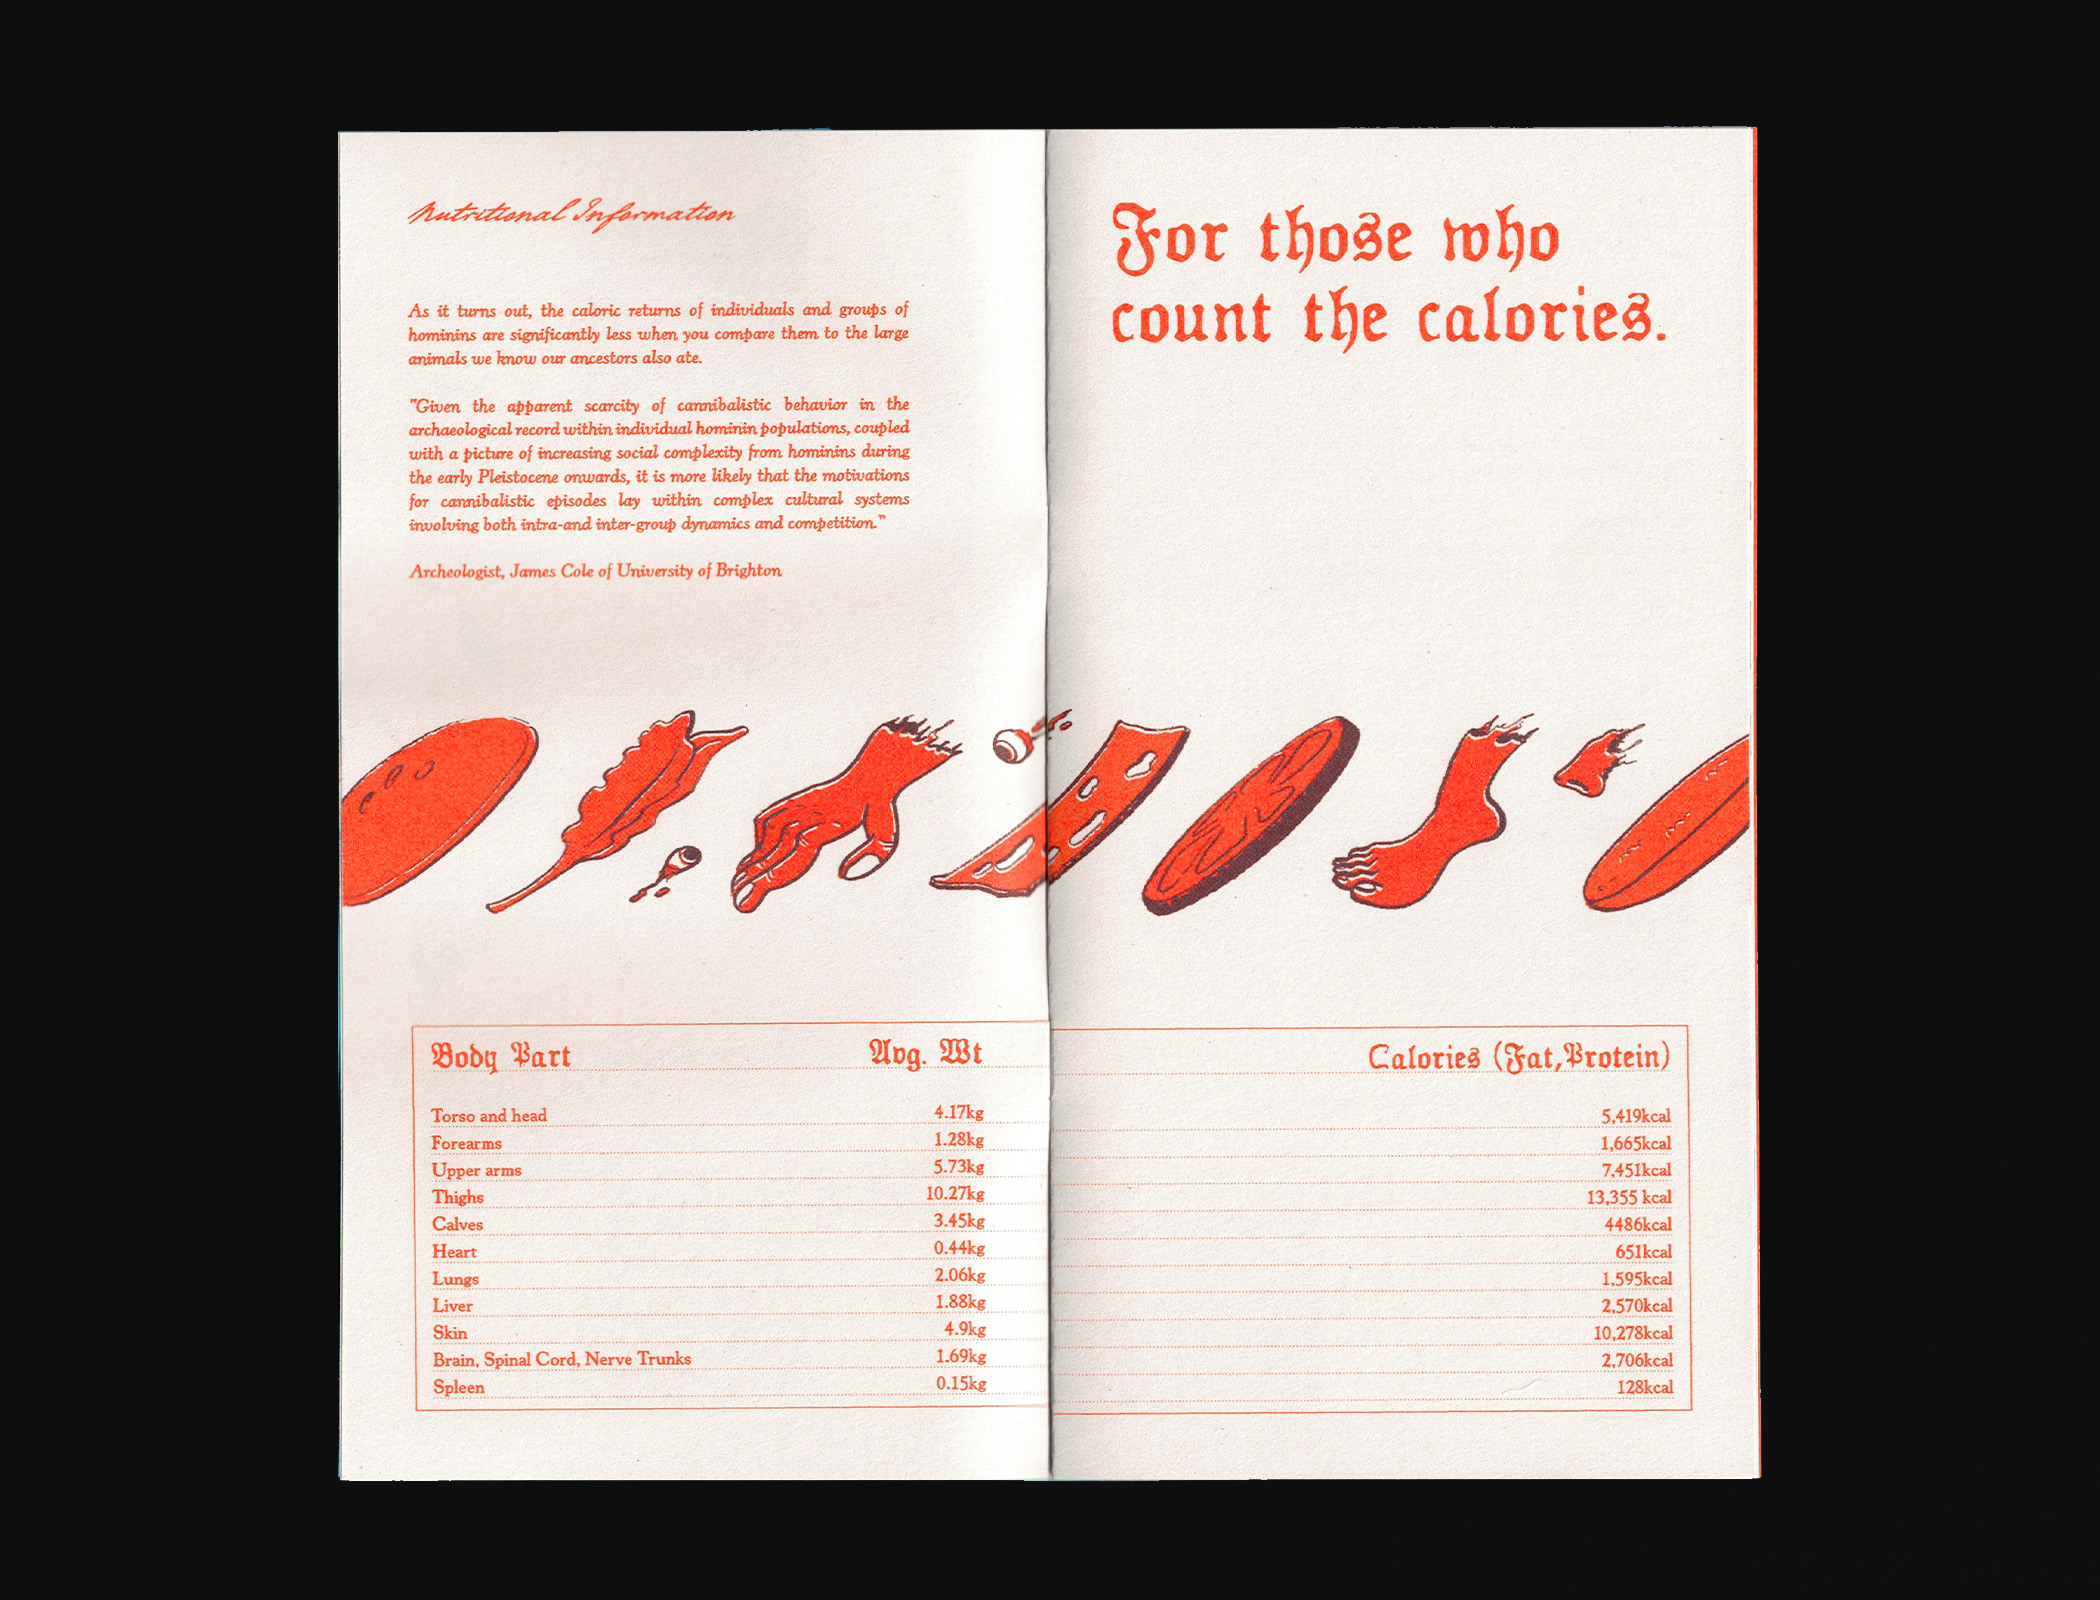 Nutritional Information
As it turns out, the caloric returns of individuals and groups of
hominins are significantly less when you compare them to the large
animals we know our ancestors also ate.
"Given the apparent scarcity of cannibalistic behavior in the
archaeological record within individual hominin populations, coupled
with a picture of increasing social complexity from hominins during
the early Pleistocene onwards, it is more likely that the motivations
for cannibalistic episodes lay within complex cultural systems
involving both intra-and inter-group dynamics and competition."
Archeologist, James Cole of University of Brighton
For those who
count the calories.
Body Part Avg. Wt Calories (Fat,Protein)
Torso and head 4.17kg 5,419kcal
Forearms 1.28kg 1,665kcal
Upper arms 5.73kg 7,451kcal
Thighs 10.27kg 13,355 kcal
Calves 3.45kg 4486kcal
Heart 0.44kg 651kcal
Lungs 2.06kg 1,595kcal
Liver 1.88kg 2,570kcal
Skin 4.9kg 10,278kcal
Brain, Spinal Cord, Nerve Trunks 1.69kg 2,706kcal
Spleen 0.15kg 128kcal